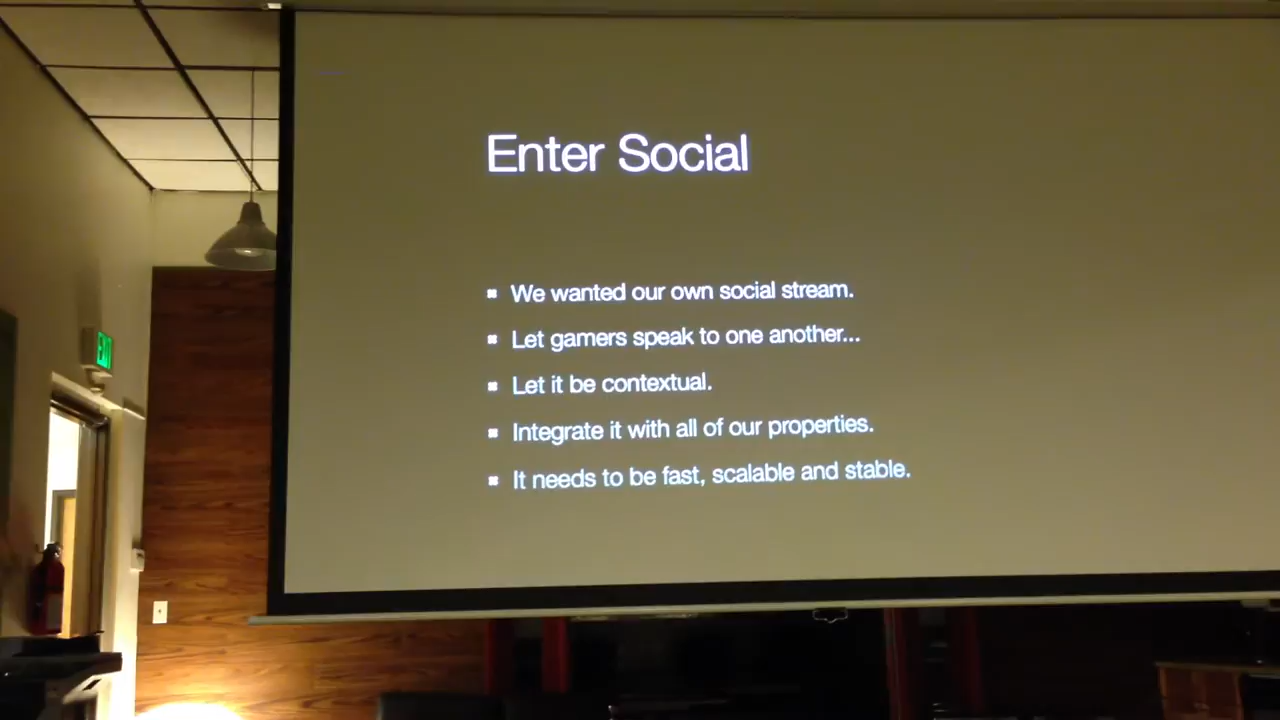 Enter Social
We wanted our own social stream.
Let gamers speak to one another...
Let it be contextual.
Integrate it with all of our properties.
It needs to be fast, scalable and stable.
EXIT